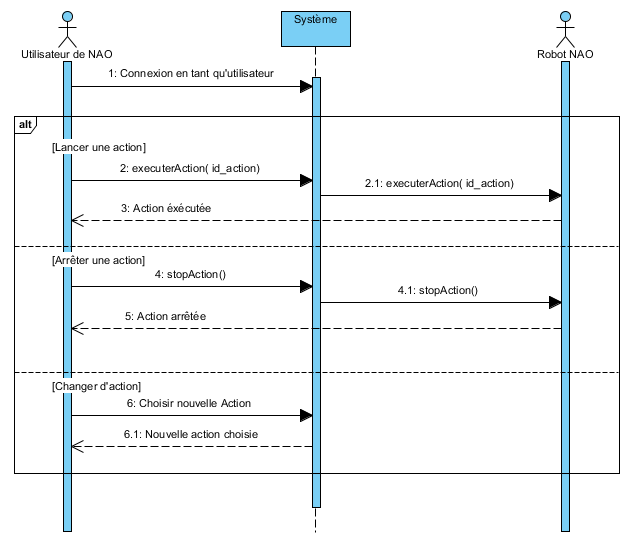 Système
Utilisateur de NAO
Robot NAO
1: Connexion en tant qu'utilisateur
alt
[Lancer une action]
2: executerAction( id_action)
2.1: executerAction( id_action)
3: Action éxécutée
[Arrêter une action]
4: stopAction()
4.1: stopAction()
5: Action arrêtée
[Changer d'action]
6: Choisir nouvelle Action
6.1: Nouvelle action choisie